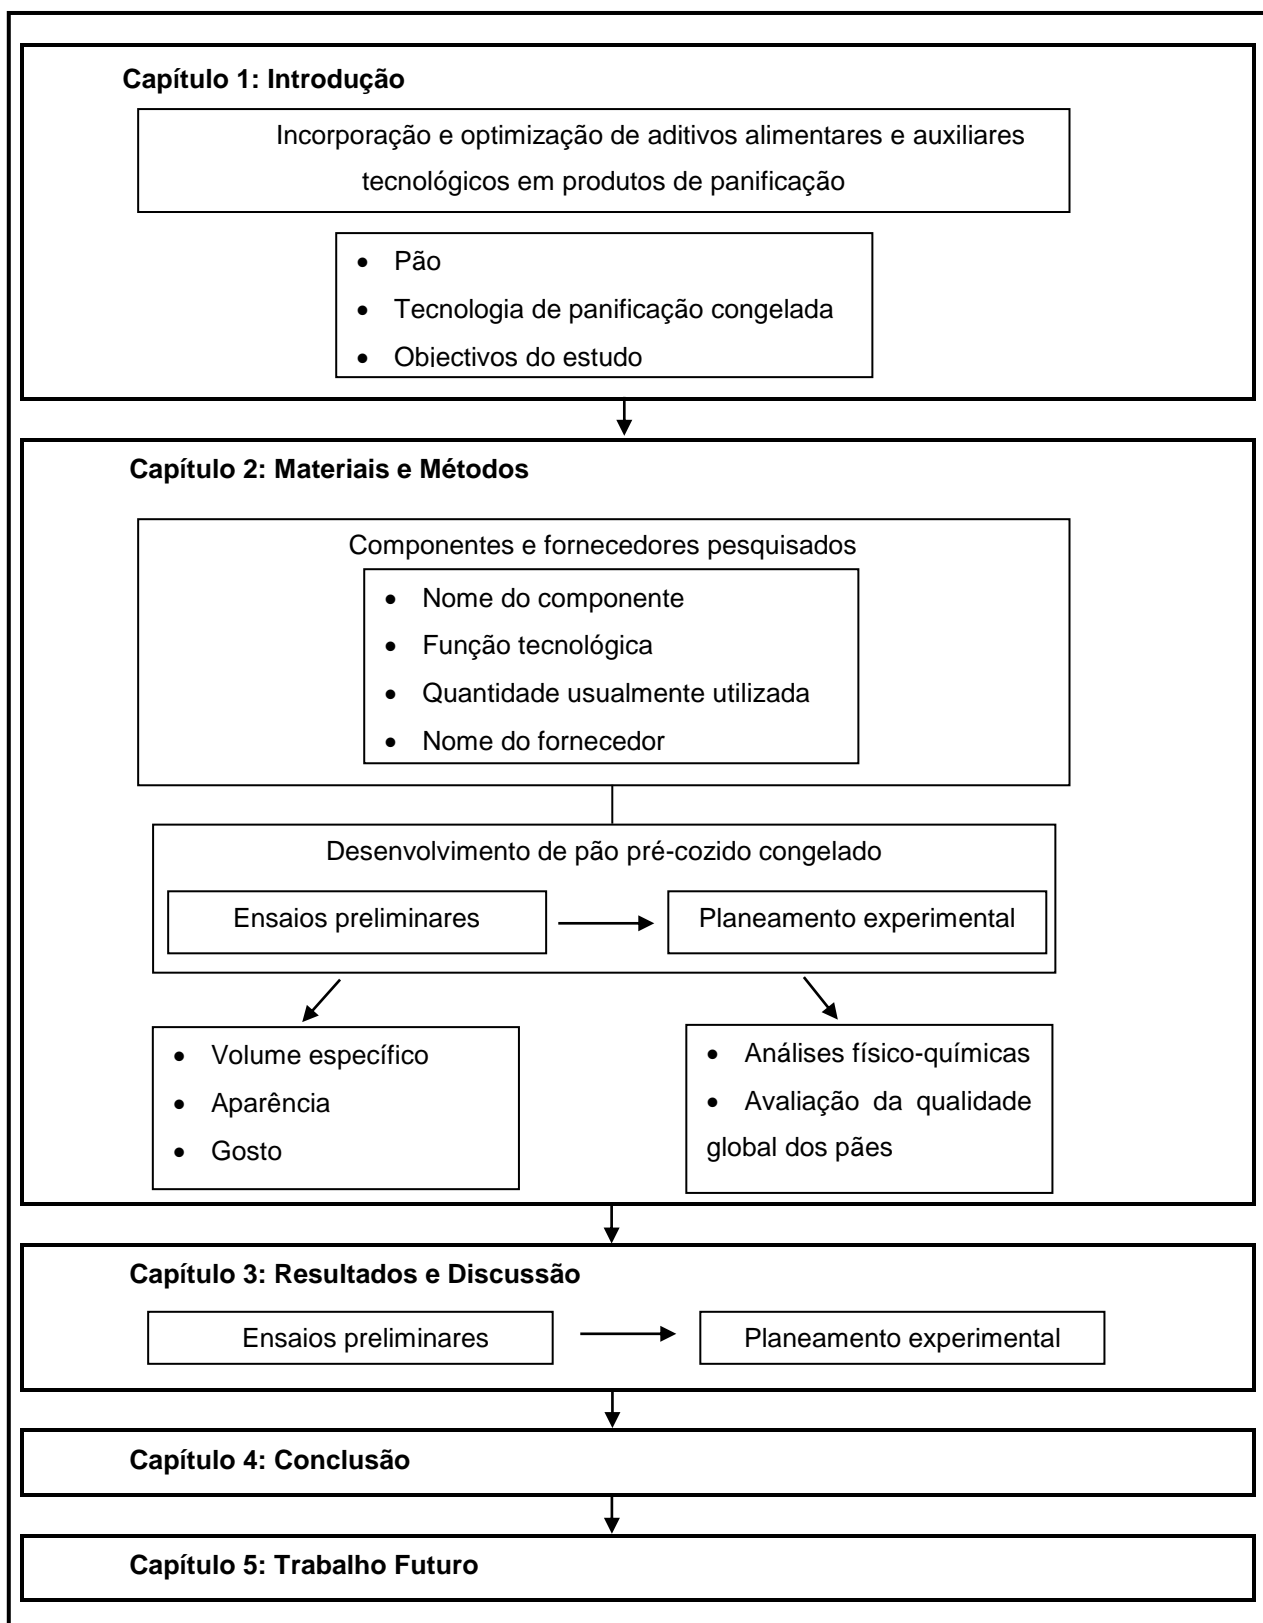 Capítulo 1: Introdução
Incorporação e optimização de aditivos alimentares e auxiliares
tecnológicos em produtos de panificação
• Pão
• Tecnologia de panificação congelada
• Obiectivos do estudo
Capítulo 2: Materiais e Métodos
Componentes e fornecedores pesquisados
• Nome do componente
• Função tecnológica
• Quantidade usualmente utilizada
• Nome do fornecedor
Desenvolvimento de pão pré-cozido congelado
Ensaios preliminares
Planeamento experimental
• Volume específico
• Aparência
• Gosto
• Análises físico-químicas
• Avaliação da qualidade
global dos pães
Capítulo 3: Resultados e Discussão
Ensaios preliminares
Planeamento experimental
Capítulo 4: Conclusão
Capítulo 5: Trabalho Futuro